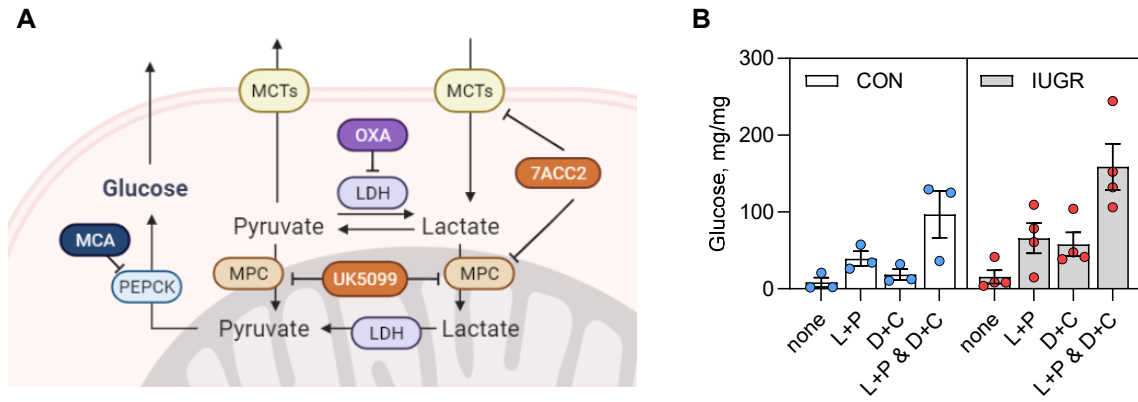 A
MCTs
MCTs
OXA
7ACC2
LDH
Glucose
Pyruvate
Lactate
MCA
MPC
UK5099
MPC
PEPCK
Pyruvate
LDH
Lactate
B
300
CON
IUGR
200
100
0
Glucose, mg/mg
none
L+P
D+C
L+P & D+C
none
L+P
D+C
L+P & D+C